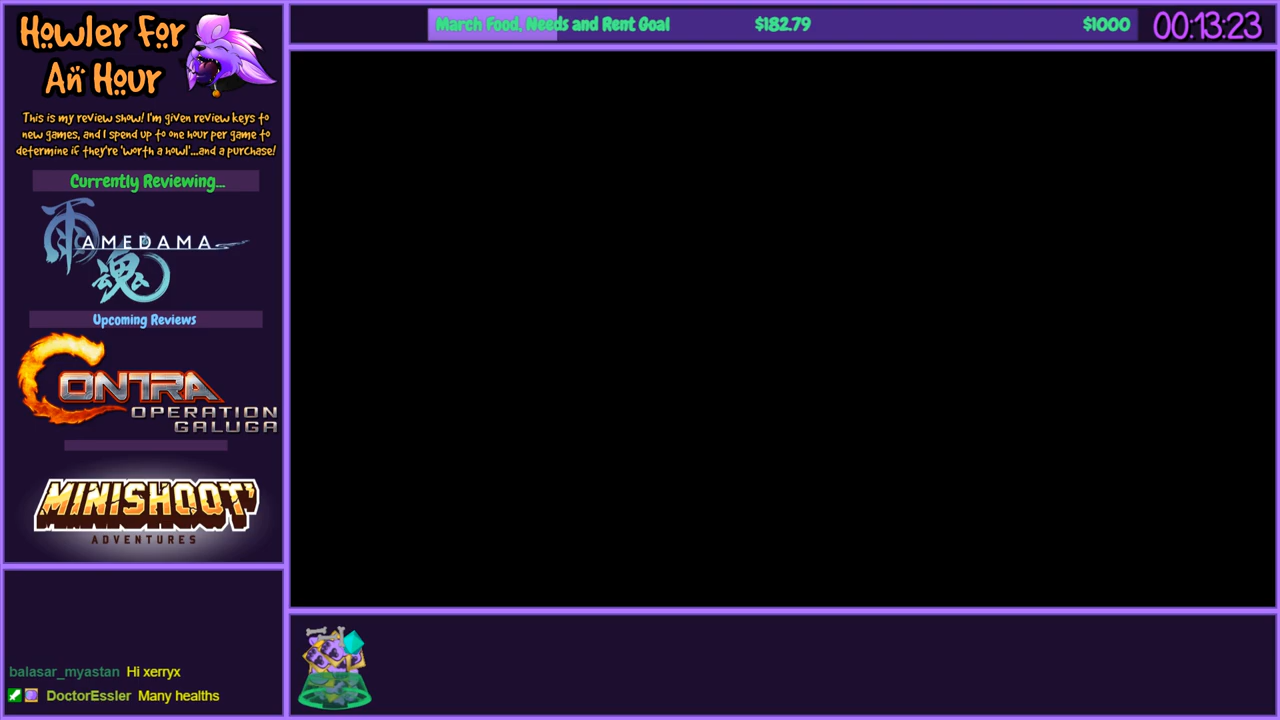 Howler For
An Hour
This is my review show! I'm given review keys to
new games, and I spend up to one hour per game to
determine if they're 'worth a howl'...and a purchase!
Currently Reviewing...
雨
AMEDAMA
魂
Upcoming Reviews
CONTRA
OPERATION
GALUGA
MINISHOOT'
ADVENTURES
balasar_myastan Hi xerryx
DoctorEssler Many healths
March Food, Needs and Rent Goal $182.79 $1000 00:13:23